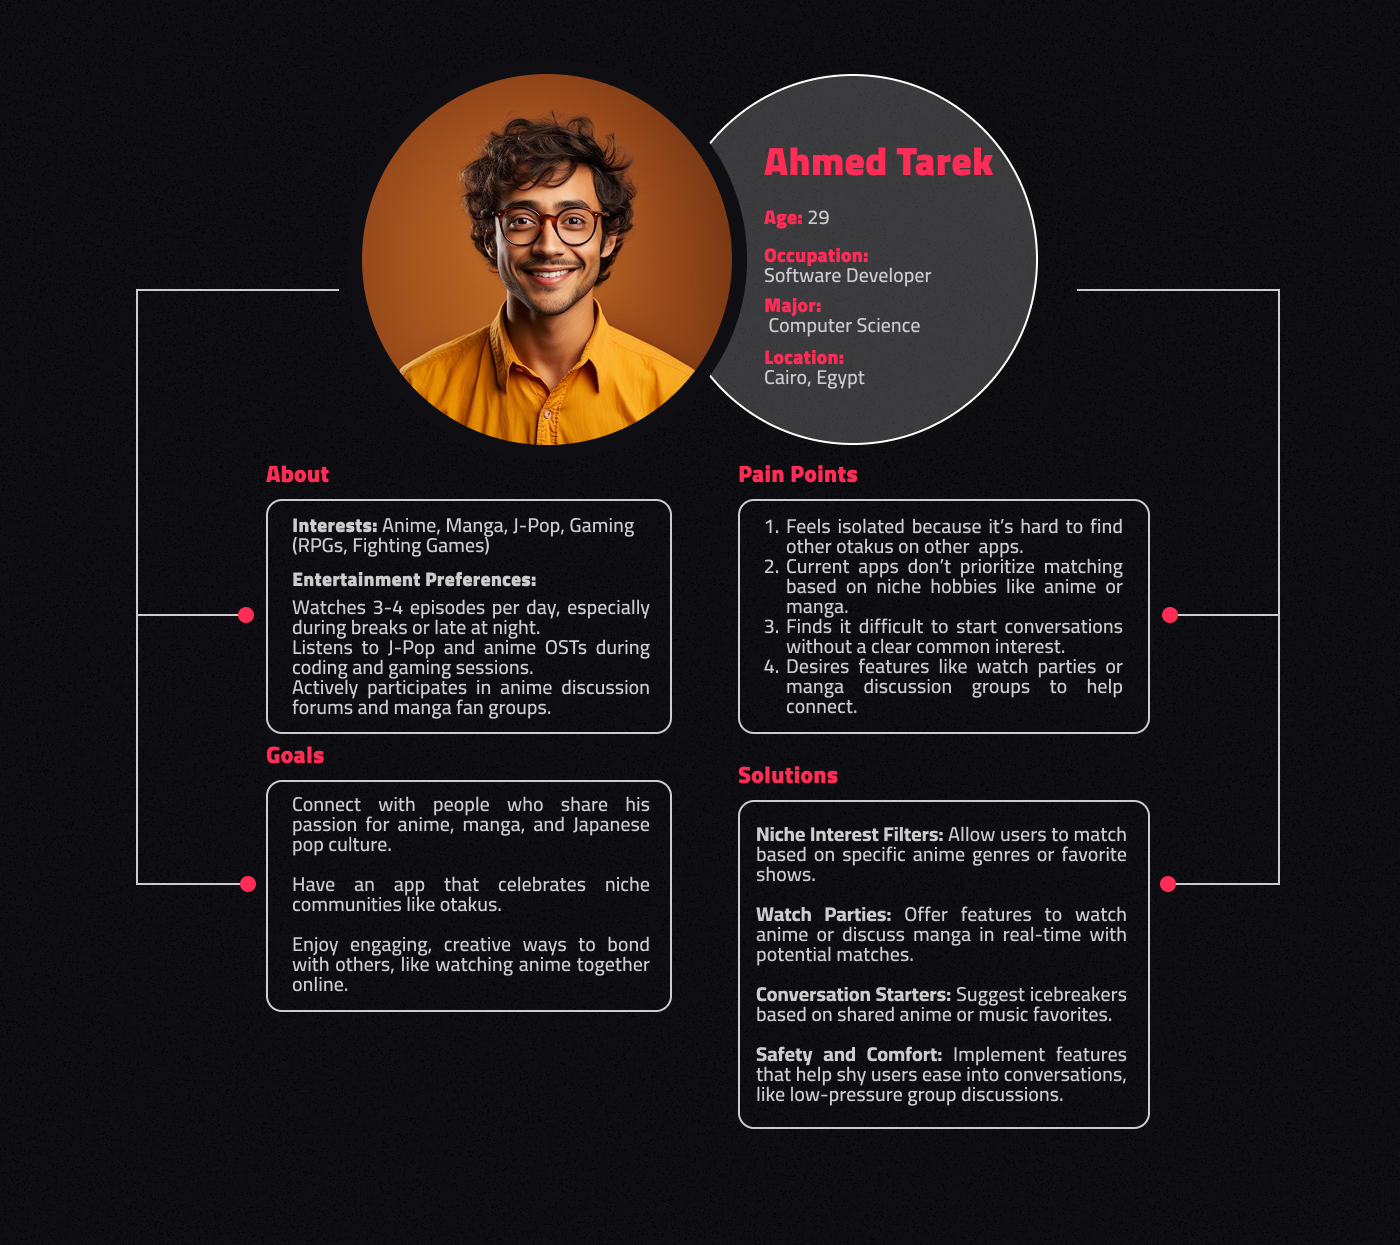 Ahmed Tarek
Age: 29
Occupation:
Software Developer
Major:
Computer Science
Location:
Cairo, Egypt
About
Interests: Anime, Manga, J-Pop, Gaming
(RPGs, Fighting Games)
Entertainment Preferences:
Watches 3-4 episodes per day, especially
during breaks or late at night.
Listens to J-Pop and anime OSTs during
coding and gaming sessions.
Actively participates in anime discussion
forums and manga fan groups.
Goals
Connect with people who share his
passion for anime, manga, and Japanese
pop culture.
Have an app that celebrates niche
communities like otakus.
Enjoy engaging, creative ways to bond
with others, like watching anime together
online.
Pain Points
1. Feels isolated because it's hard to find
other otakus on other apps.
2. Current apps don't prioritize matching
based on niche hobbies like anime or
manga.
3. Finds it difficult to start conversations
without a clear common interest.
4. Desires features like watch parties or
manga discussion groups to help
connect.
Solutions
Niche Interest Filters: Allow users to match
based on specific anime genres or favorite
shows.
Watch Parties: Offer features to watch
anime or discuss manga in real-time with
potential matches.
Conversation Starters: Suggest icebreakers
based on shared anime or music favorites.
Safety and Comfort: Implement features
that help shy users ease into conversations,
like low-pressure group discussions.